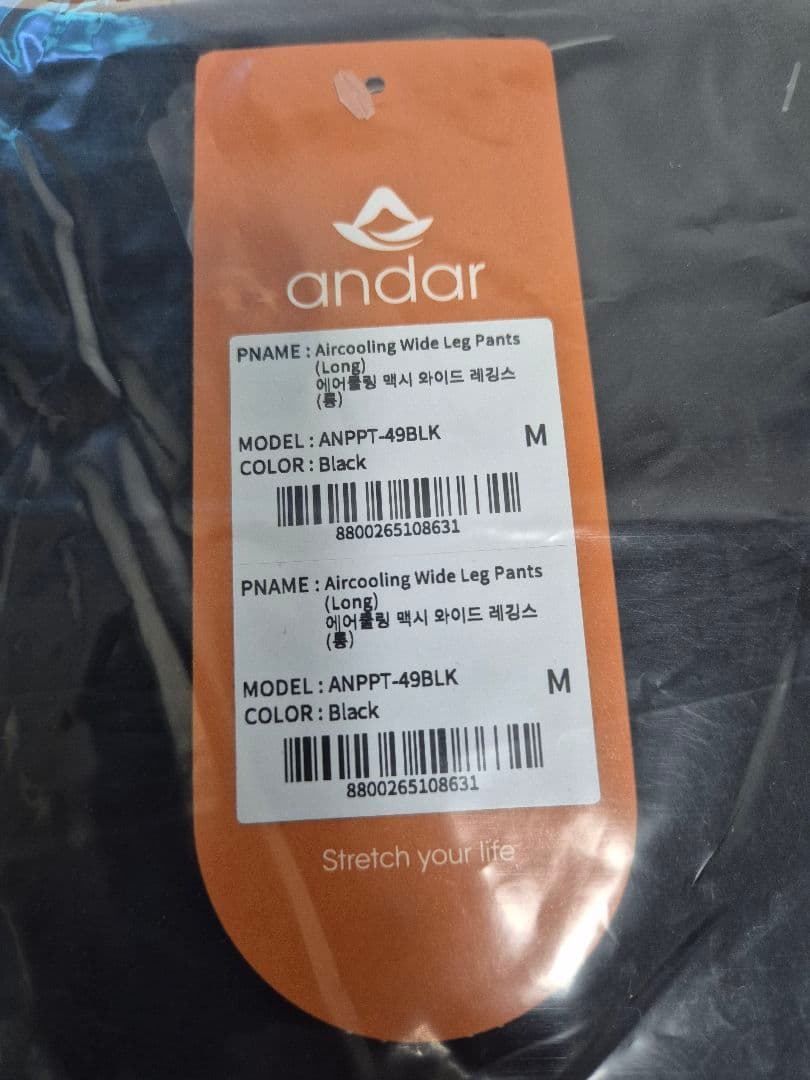 andar
PNAME : Aircooling Wide Leg Pants
(Long)
에어쿨링 맥시 와이드 레깅스
(롱)
MODEL : ANPPT-49BLK M
COLOR : Black
8800265108631
PNAME : Aircooling Wide Leg Pants
(Long)
에어쿨링 맥시 와이드 레깅스
(롱)
MODEL : ANPPT-49BLK M
COLOR : Black
8800265108631
Stretch your life